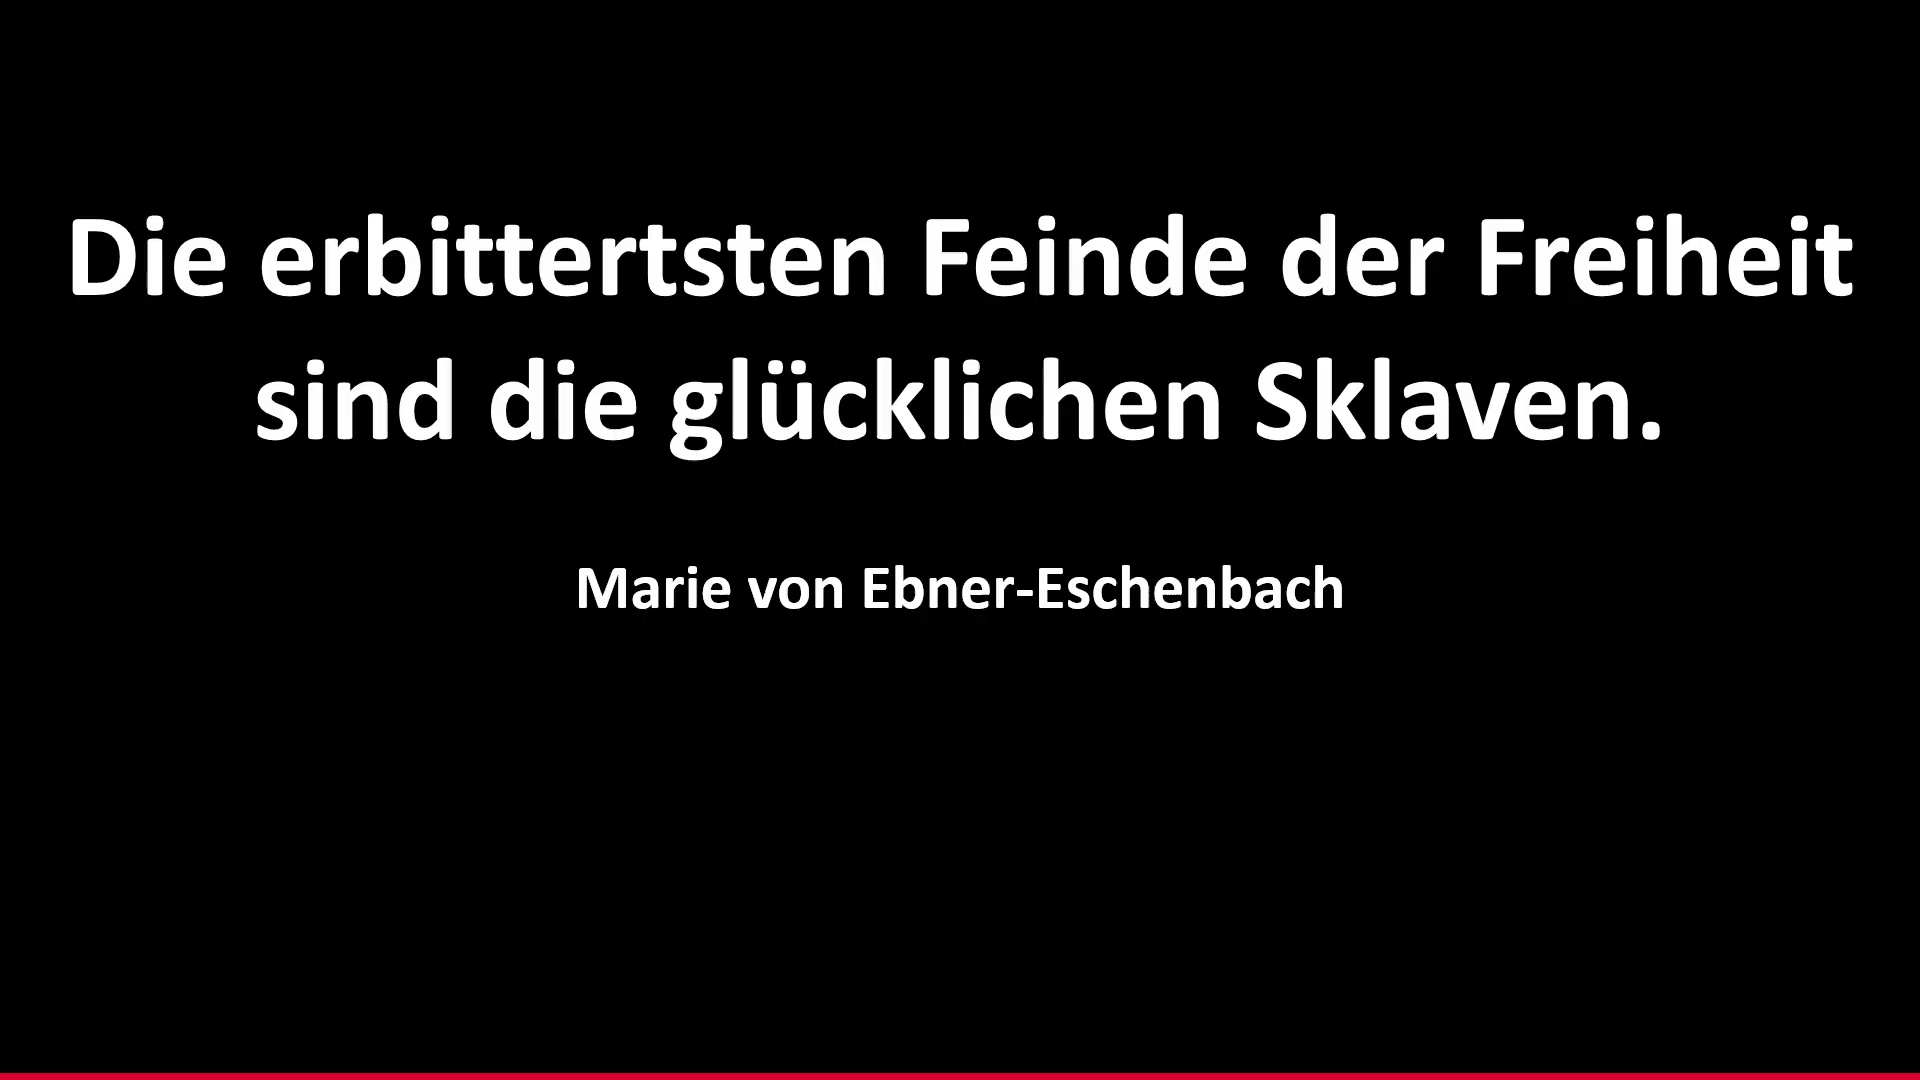 Die erbittertsten Feinde der Freiheit
sind die glücklichen Sklaven.
Marie von Ebner-Eschenbach